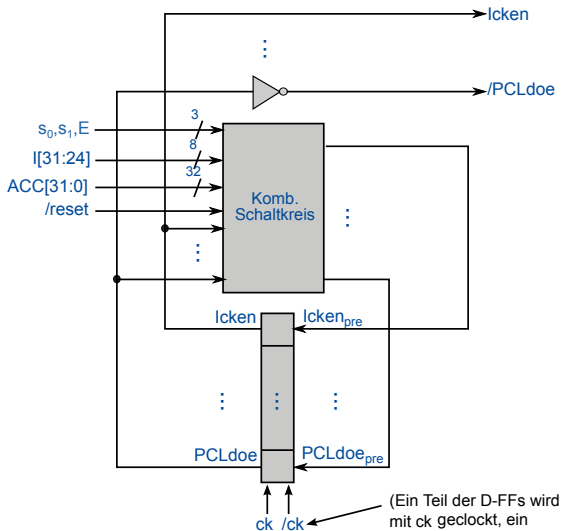 Icken
/PCLdoe
s₀,s₁,E
3
I[31:24]
8
ACC[31:0]
32
/reset
Komb.
Schaltkreis
Icken
Ickenpre
PCLdoe
PCLdoepre
ck
/ck
(Ein Teil der D-FFs wird
mit ck geclockt, ein